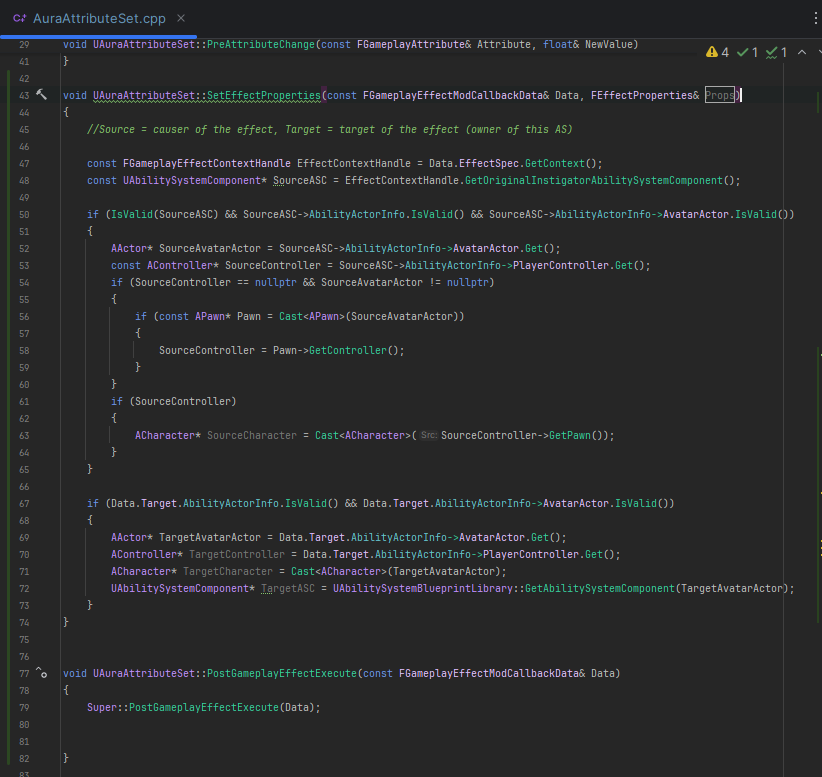 C+ AuraAttributeSet.cpp ×
29 void UAuraAttributeSet::PreAttributeChange(const FGameplayAttribute& Attribute, float& NewValue)
4 1 1
41 }
42
43 void UAuraAttributeSet::SetEffectProperties(const FGameplayEffectModCallbackData& Data, FEffectProperties& Props)
44 {
45 //Source = causer of the effect, Target = target of the effect (owner of this AS)
46
47 const FGameplayEffectContextHandle EffectContextHandle = Data.EffectSpec.GetContext();
48 const UAbilitySystemComponent* SourceASC = EffectContextHandle.GetOriginalInstigatorAbilitySystemComponent();
49
50 if (IsValid(SourceASC) && SourceASC->AbilityActorInfo.IsValid() && SourceASC->AbilityActorInfo->AvatarActor.IsValid())
51 {
52 AActor* SourceAvatarActor = SourceASC->AbilityActorInfo->AvatarActor.Get();
53 const AController* SourceController = SourceASC->AbilityActorInfo->PlayerController.Get();
54 if (SourceController == nullptr && SourceAvatarActor != nullptr)
55 {
56 if (const APawn* Pawn = Cast<APawn>(SourceAvatarActor))
57 {
58 SourceController = Pawn->GetController();
59 }
60 }
61 if (SourceController)
62 {
63 ACharacter* SourceCharacter = Cast<ACharacter>( Src: SourceController->GetPawn());
64 }
65 }
66
67 if (Data.Target.AbilityActorInfo.IsValid() && Data.Target.AbilityActorInfo->AvatarActor.IsValid())
68 {
69 AActor* TargetAvatarActor = Data.Target.AbilityActorInfo->AvatarActor.Get();
70 AController* TargetController = Data.Target.AbilityActorInfo->PlayerController.Get();
71 ACharacter* TargetCharacter = Cast<ACharacter>(TargetAvatarActor);
72 UAbilitySystemComponent* TargetASC = UAbilitySystemBlueprintLibrary::GetAbilitySystemComponent(TargetAvatarActor);
73 }
74 }
75
76
77 void UAuraAttributeSet::PostGameplayEffectExecute(const FGameplayEffectModCallbackData& Data)
78 {
79 Super::PostGameplayEffectExecute(Data);
80
81
82 }
83